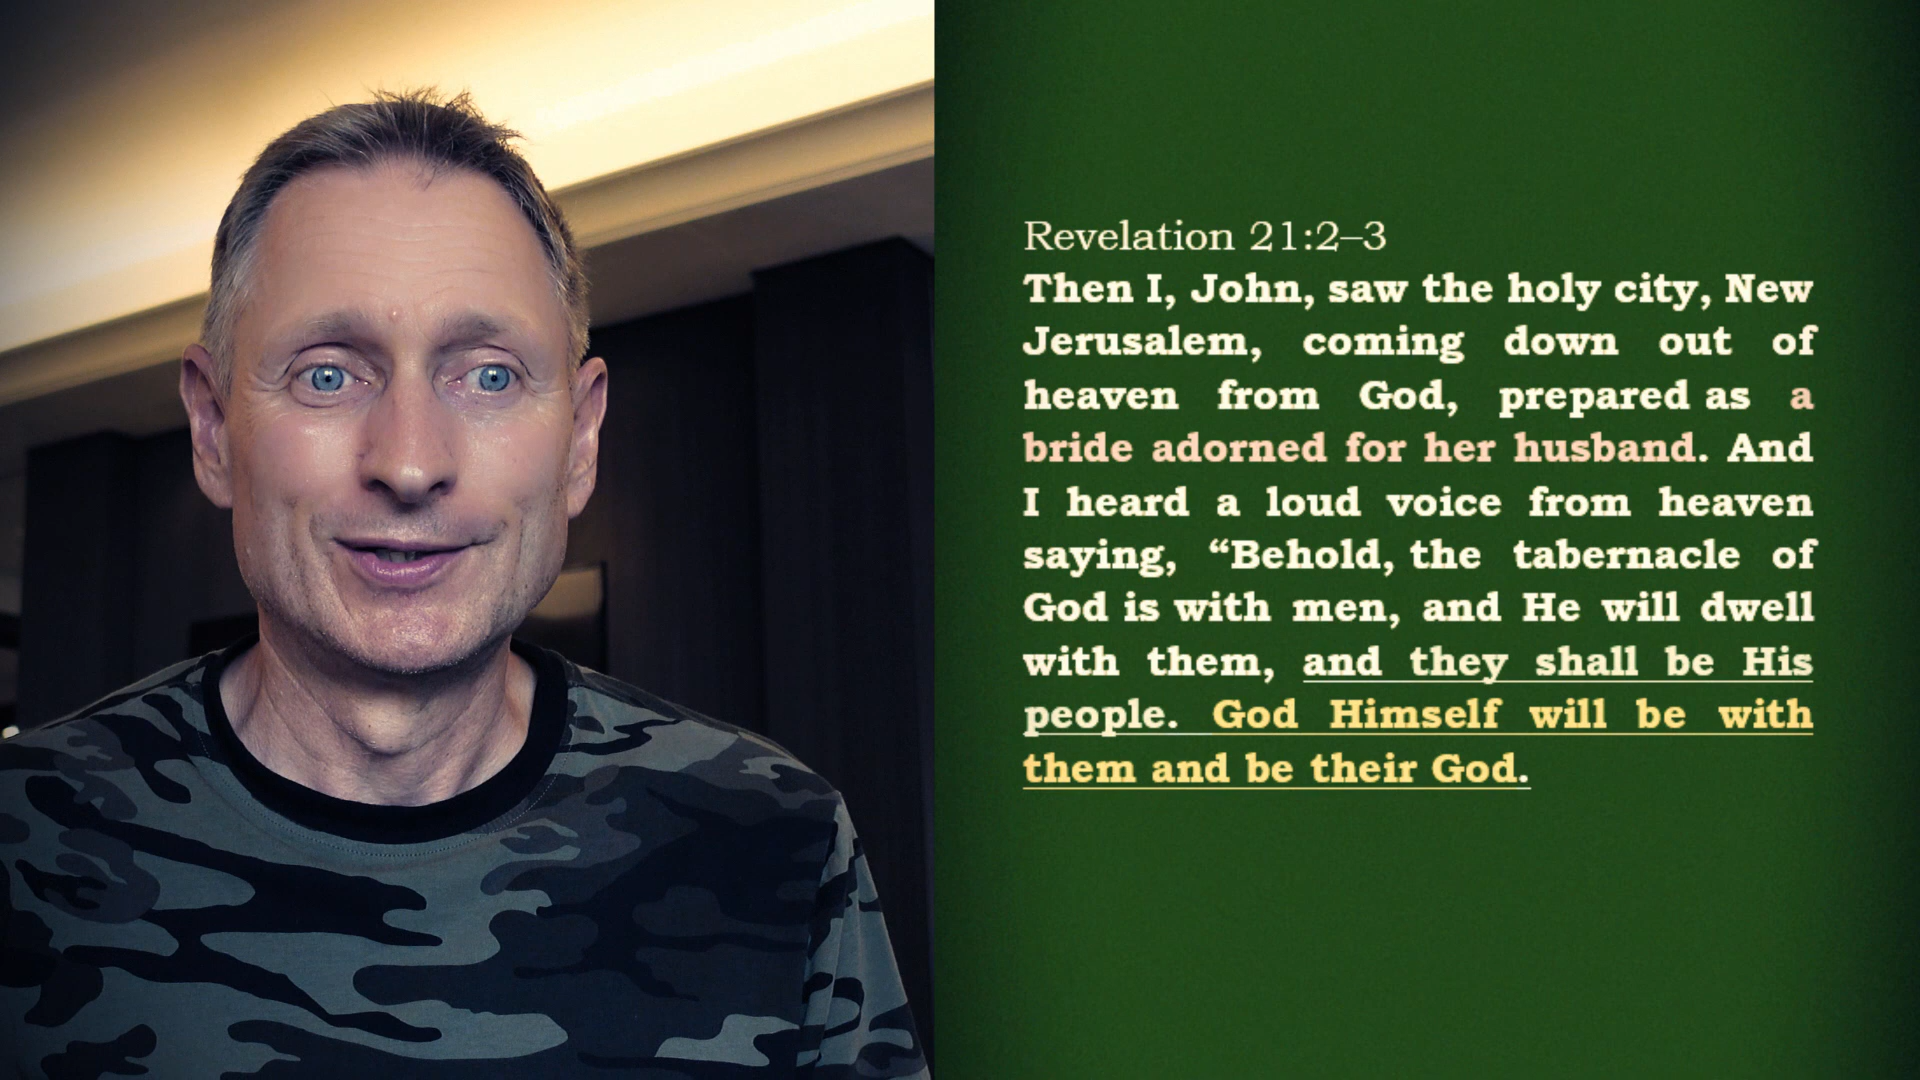 Revelation 21:2–3
Then I, John, saw the holy city, New
Jerusalem, coming down out of
heaven from God, prepared as a
bride adorned for her husband. And
I heard a loud voice from heaven
saying, “Behold, the tabernacle of
God is with men, and He will dwell
with them, and they shall be His
people. God Himself will be with
them and be their God.